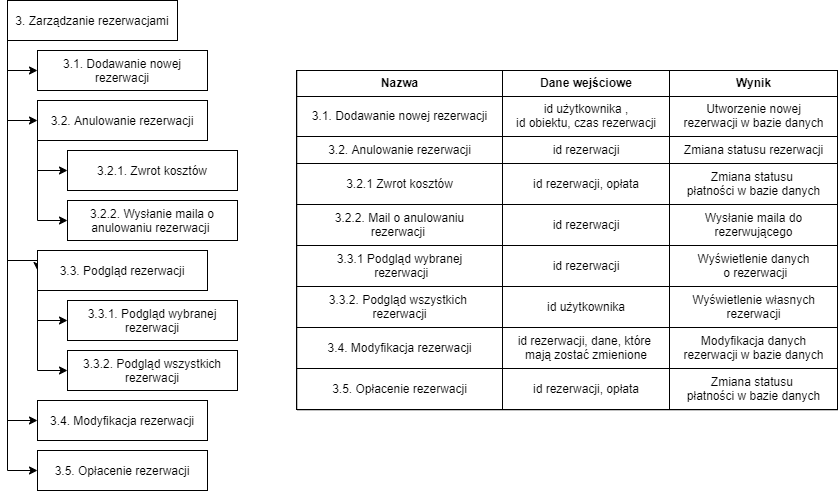 3. Zarządzanie rezerwacjami
3.1. Dodawanie nowej
rezerwacji
3.2. Anulowanie rezerwacji
3.2.1. Zwrot kosztów
3.2.2. Wysłanie maila o
anulowaniu rezerwacji
3.3. Podgląd rezerwacji
3.3.1. Podgląd wybranej
rezerwacji
3.3.2. Podgląd wszystkich
rezerwacji
3.4. Modyfikacja rezerwacji
3.5. Opłacenie rezerwacji
Nazwa Dane wejściowe Wynik
3.1. Dodawanie nowej rezerwacji
id użytkownika ,
id obiektu, czas rezerwacji
Utworzenie nowej
rezerwacji w bazie danych
3.2. Anulowanie rezerwacji id rezerwacji Zmiana statusu rezerwacji
3.2.1 Zwrot kosztów id rezerwacji, opłata
Zmiana statusu
płatności w bazie danych
3.2.2. Mail o anulowaniu
rezerwacji
id rezerwacji
Wysłanie maila do
rezerwującego
3.3.1 Podgląd wybranej
rezerwacji
id rezerwacji
Wyświetlenie danych
o rezerwacji
3.3.2. Podgląd wszystkich
rezerwacji
id użytkownika
Wyświetlenie własnych
rezerwacji
3.4. Modyfikacja rezerwacji
id rezerwacji, dane, które
mają zostać zmienione
Modyfikacja danych
rezerwacji w bazie danych
3.5. Opłacenie rezerwacji id rezerwacji, opłata
Zmiana statusu
płatności w bazie danych